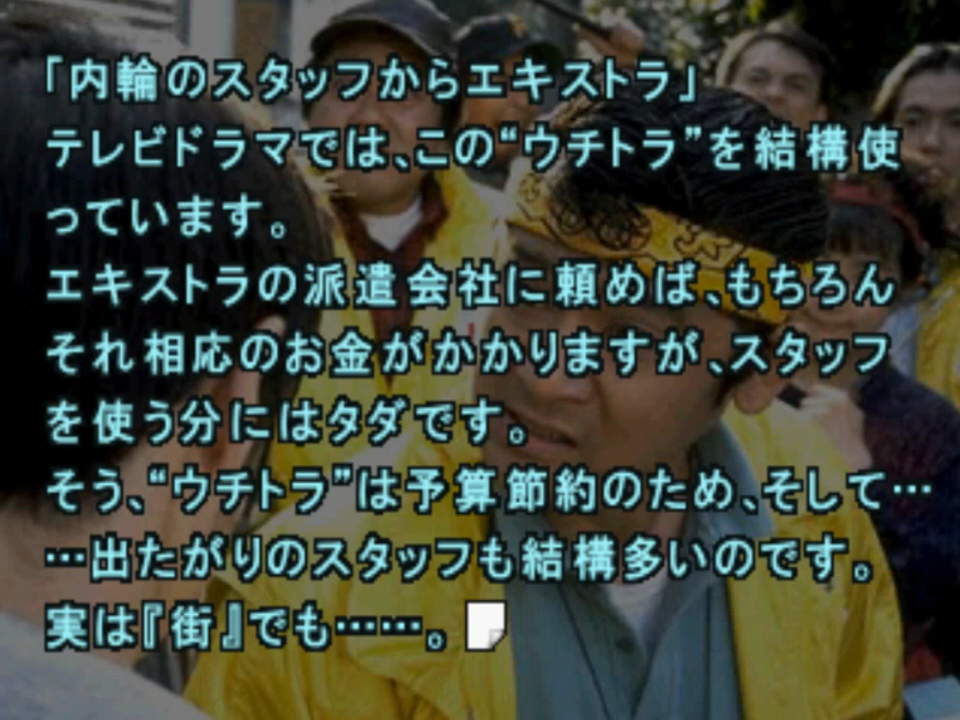 「内輪のスタッフからエキストラ」
テレビドラマでは、この“ウチトラ”を結構使
っています。
エキストラの派遣会社に頼めば、もちろん
それ相応のお金がかかりますが、スタッフ
を使う分にはタダです。
そう、“ウチトラ”は予算節約のため、そして…
…出たがりのスタッフも結構多いのです。
実は『街』でも……。